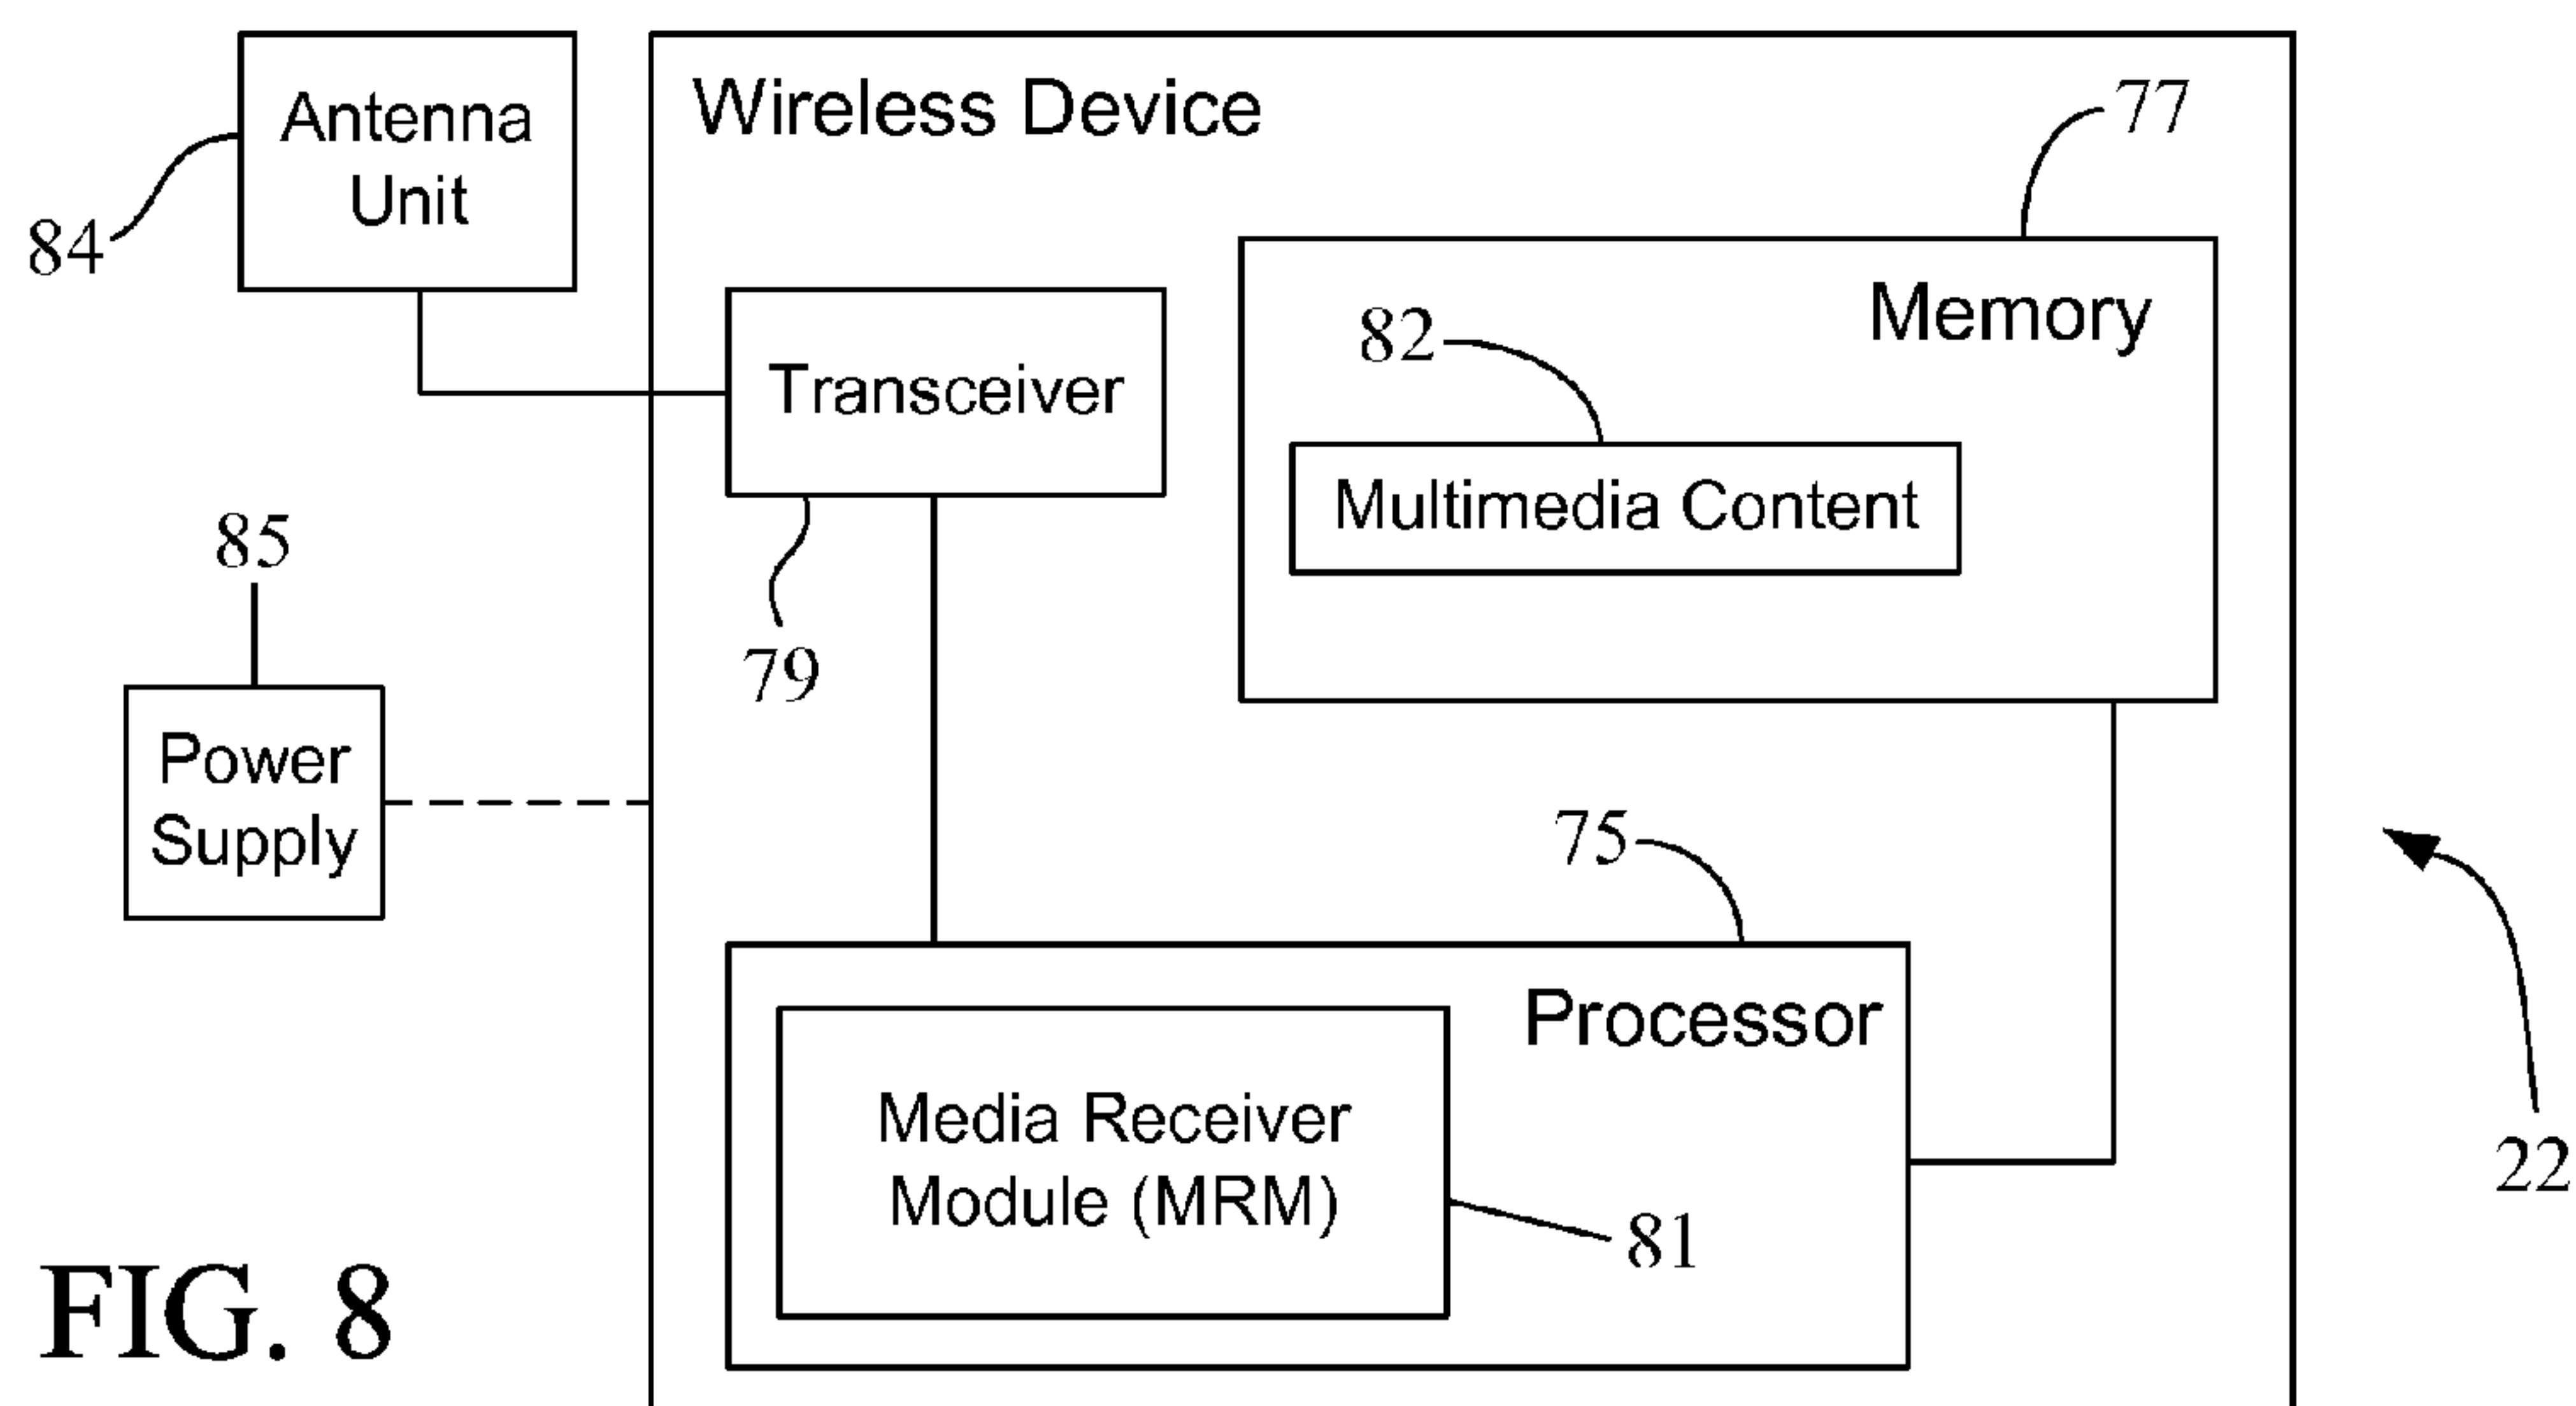 Antenna
Unit
84
Wireless Device
77
Memory
82
Multimedia Content
Transceiver
79
85
Power
Supply
75
Processor
Media Receiver
Module (MRM)
81
22
FIG. 8